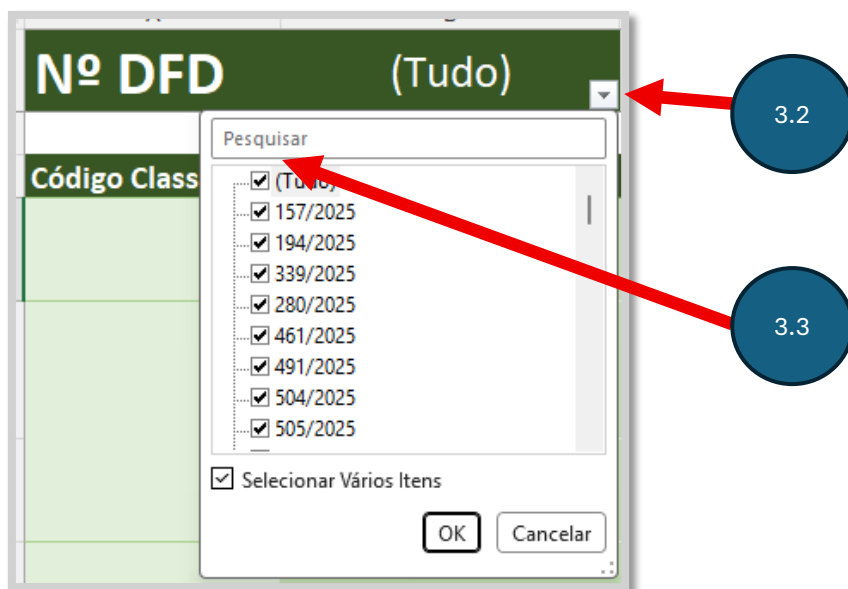 Nº DFD (Tudo)
3.2
Pesquisar
Código Class
(Tudo)
157/2025
194/2025
339/2025
280/2025
3.3
461/2025
491/2025
504/2025
505/2025
Selecionar Vários Itens
OK Cancelar